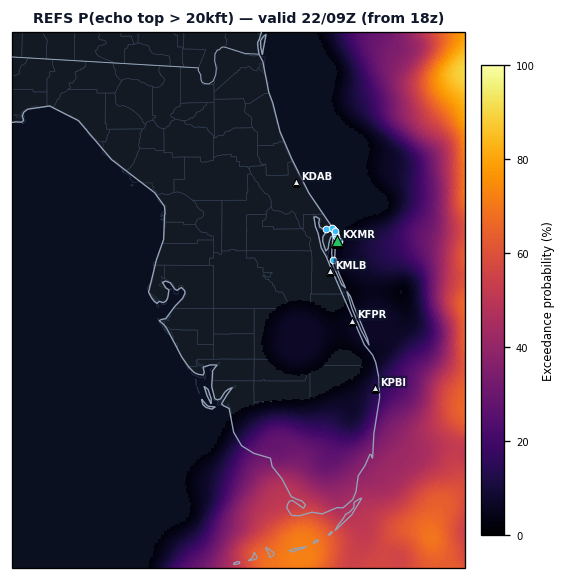 REFS P(echo top > 20kft) — valid 22/09Z (from 18z)
KDAB
KXMR
KMLB
KFPR
KPBI
100
80
60
40
20
0
Exceedance probability (%)